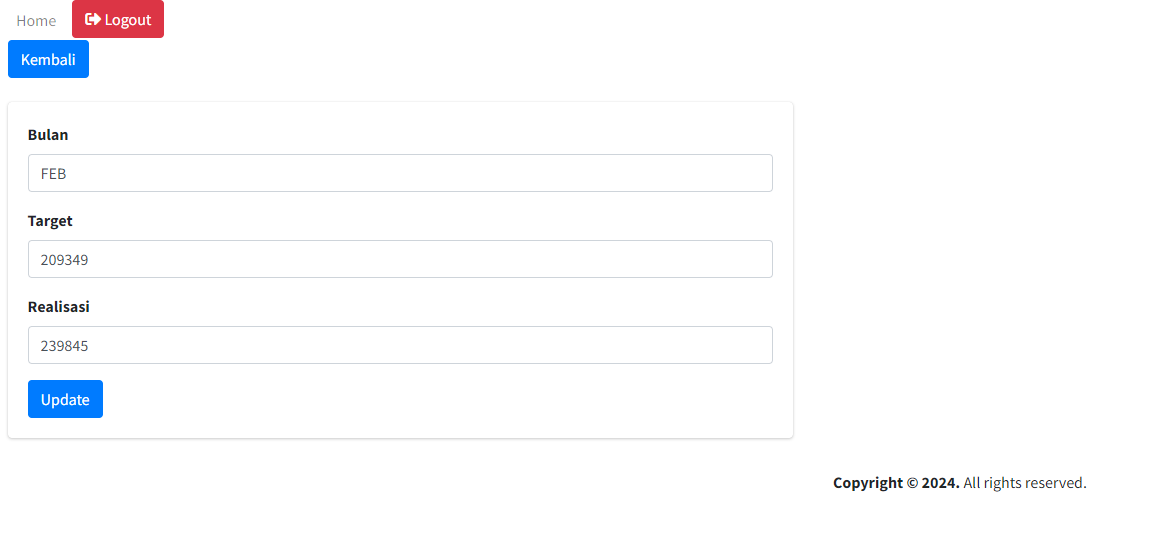 Home Logout
Kembali
Bulan
FEB
Target
209349
Realisasi
239845
Update
Copyright © 2024. All rights reserved.